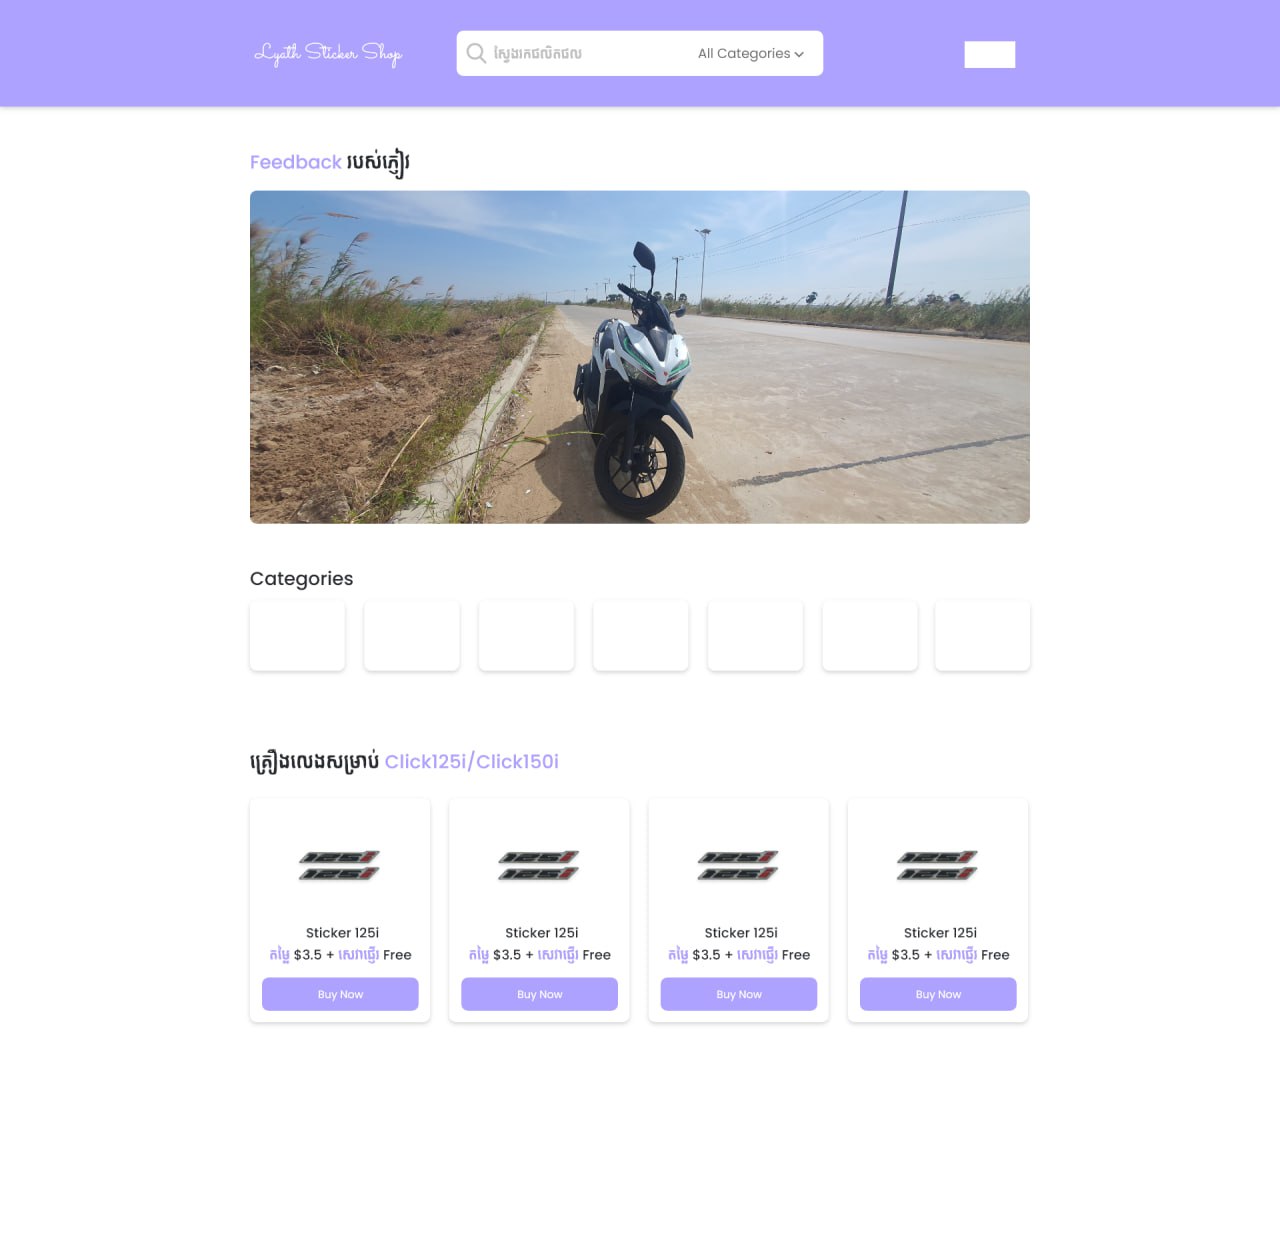 Lyath Sticker Shop
ស្វែងរកផលិតផល
All Categories
Feedback របស់ភ្ញៀវ
Categories
គ្រឿងលេងសម្រាប់ Click125i/Click150i
125i
125i
125i
125i
125i
125i
125i
125i
Sticker 125i
Sticker 125i
Sticker 125i
Sticker 125i
តម្លៃ $3.5 + សេវាផ្ញើរ Free
តម្លៃ $3.5 + សេវាផ្ញើរ Free
តម្លៃ $3.5 + សេវាផ្ញើរ Free
តម្លៃ $3.5 + សេវាផ្ញើរ Free
Buy Now
Buy Now
Buy Now
Buy Now